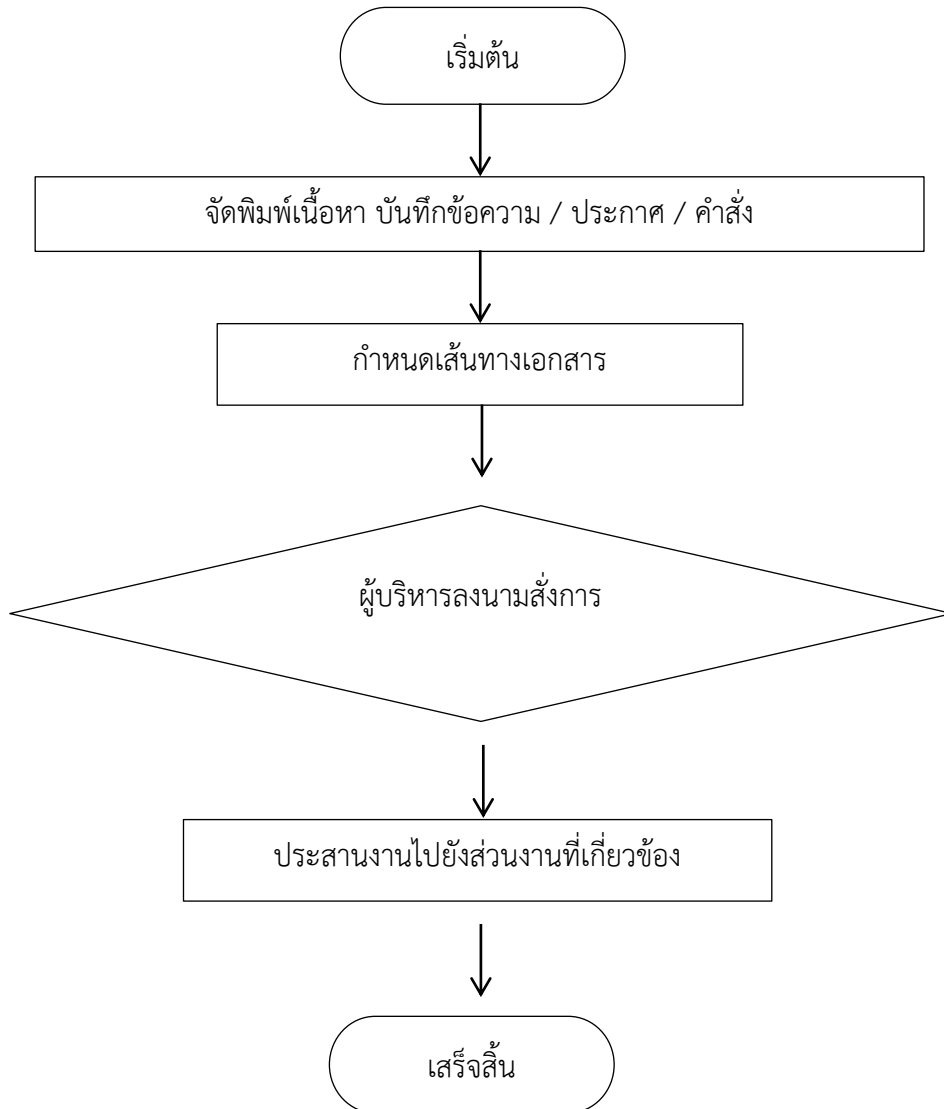 เริ่มต้น
จัดพิมพ์เนื้อหา บันทึกข้อความ / ประกาศ / คำสั่ง
กำหนดเส้นทางเอกสาร
ผู้บริหารลงนามสั่งการ
ประสานงานไปยังส่วนงานที่เกี่ยวข้อง
เสร็จสิ้น